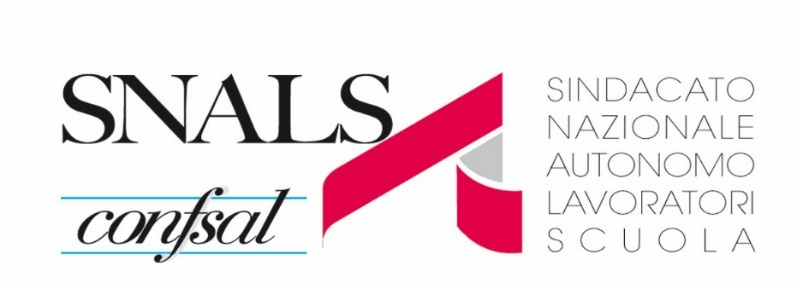 SNALS
confsal
SINDACATO
NAZIONALE
AUTONOMO
LAVORATORI
SCUOLA